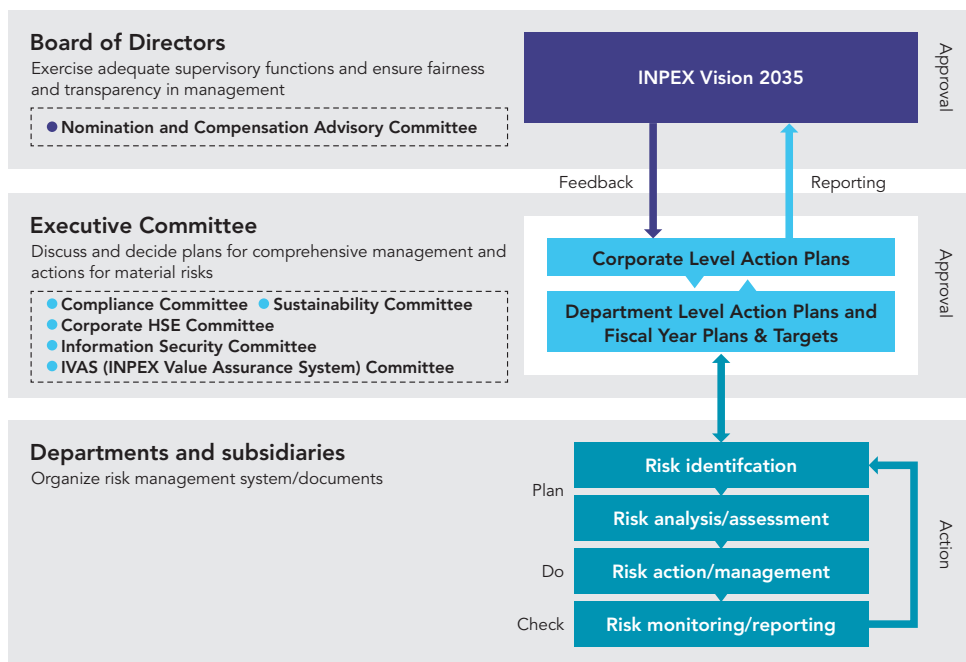 Board of Directors
Exercise adequate supervisory functions and ensure fairness
and transparency in management
Nomination and Compensation Advisory Committee
INPEX Vision 2035
Approval
Feedback
Reporting
Executive Committee
Discuss and decide plans for comprehensive management and
actions for material risks
Compliance Committee Sustainability Committee
Corporate HSE Committee
Information Security Committee
IVAS (INPEX Value Assurance System) Committee
Corporate Level Action Plans
Department Level Action Plans and
Fiscal Year Plans & Targets
Approval
Departments and subsidiaries
Organize risk management system/documents
Plan
Risk identifcation
Risk analysis/assessment
Do
Risk action/management
Check
Risk monitoring/reporting
Action